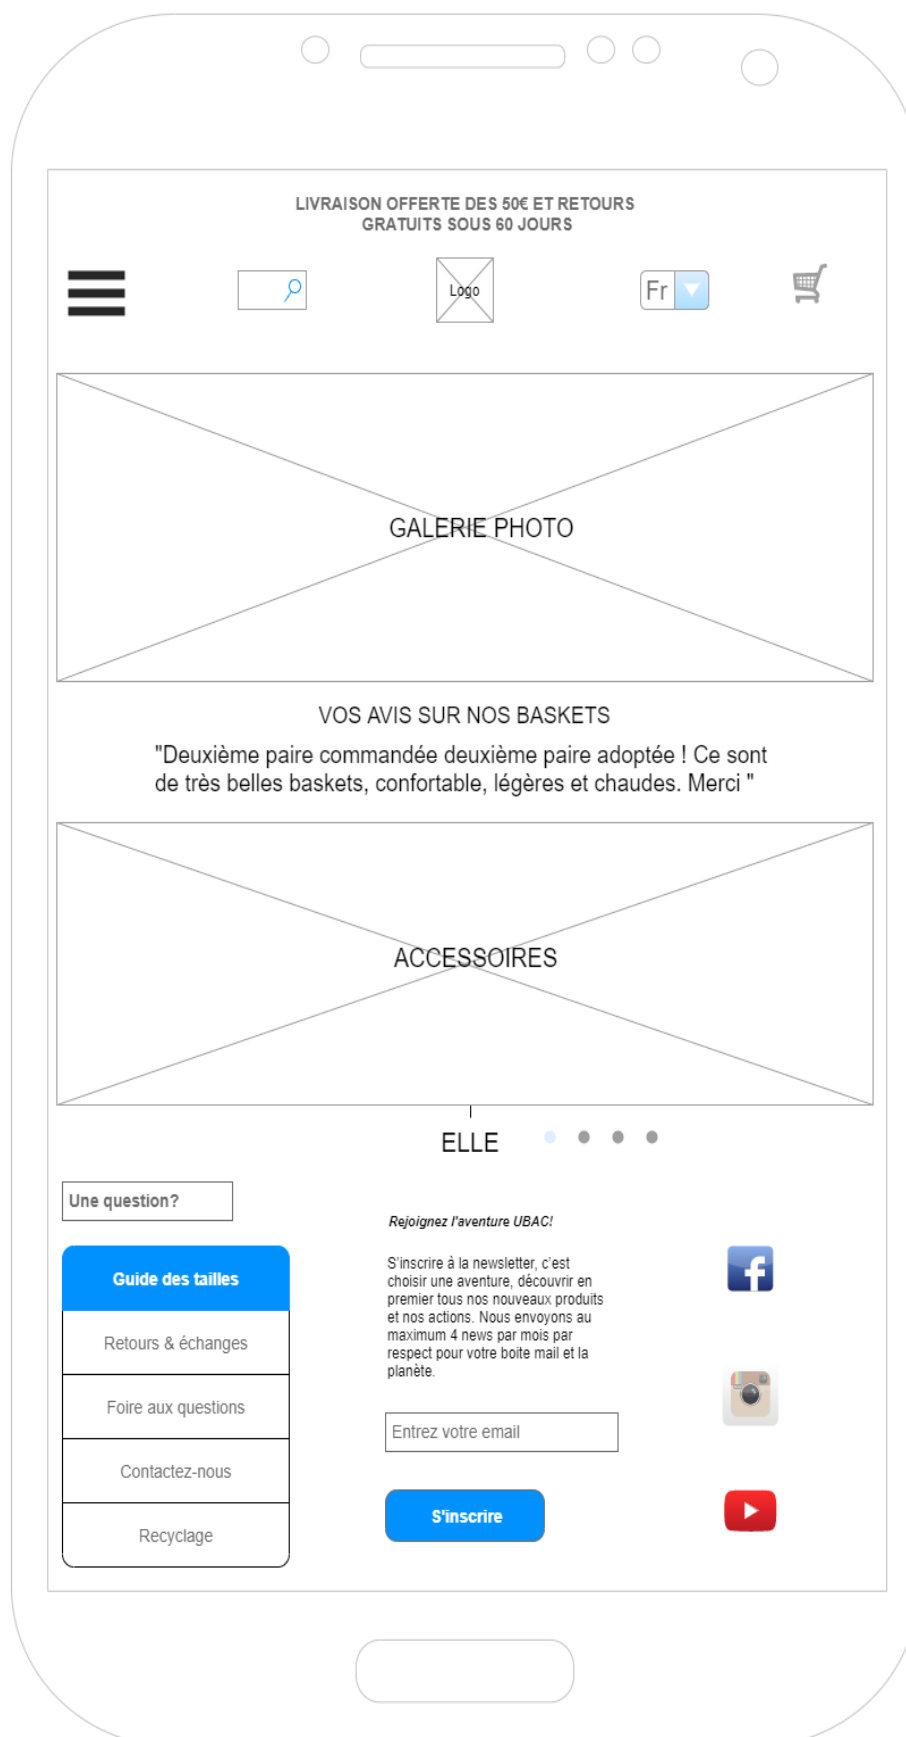 LIVRAISON OFFERTE DES 50€ ET RETOURS
GRATUITS SOUS 60 JOURS
Logo
Fr
GALERIE PHOTO
VOS AVIS SUR NOS BASKETS
"Deuxième paire commandée deuxième paire adoptée ! Ce sont
de très belles baskets, confortable, légères et chaudes. Merci "
ACCESSOIRES
ELLE
Une question?
Guide des tailles
Retours & échanges
Foire aux questions
Contactez-nous
Recyclage
Rejoignez l'aventure UBAC!
S'inscrire à la newsletter, c'est
choisir une aventure, découvrir en
premier tous nos nouveaux produits
et nos actions. Nous envoyons au
maximum 4 news par mois par
respect pour votre boite mail et la
planète.
Entrez votre email
S'inscrire